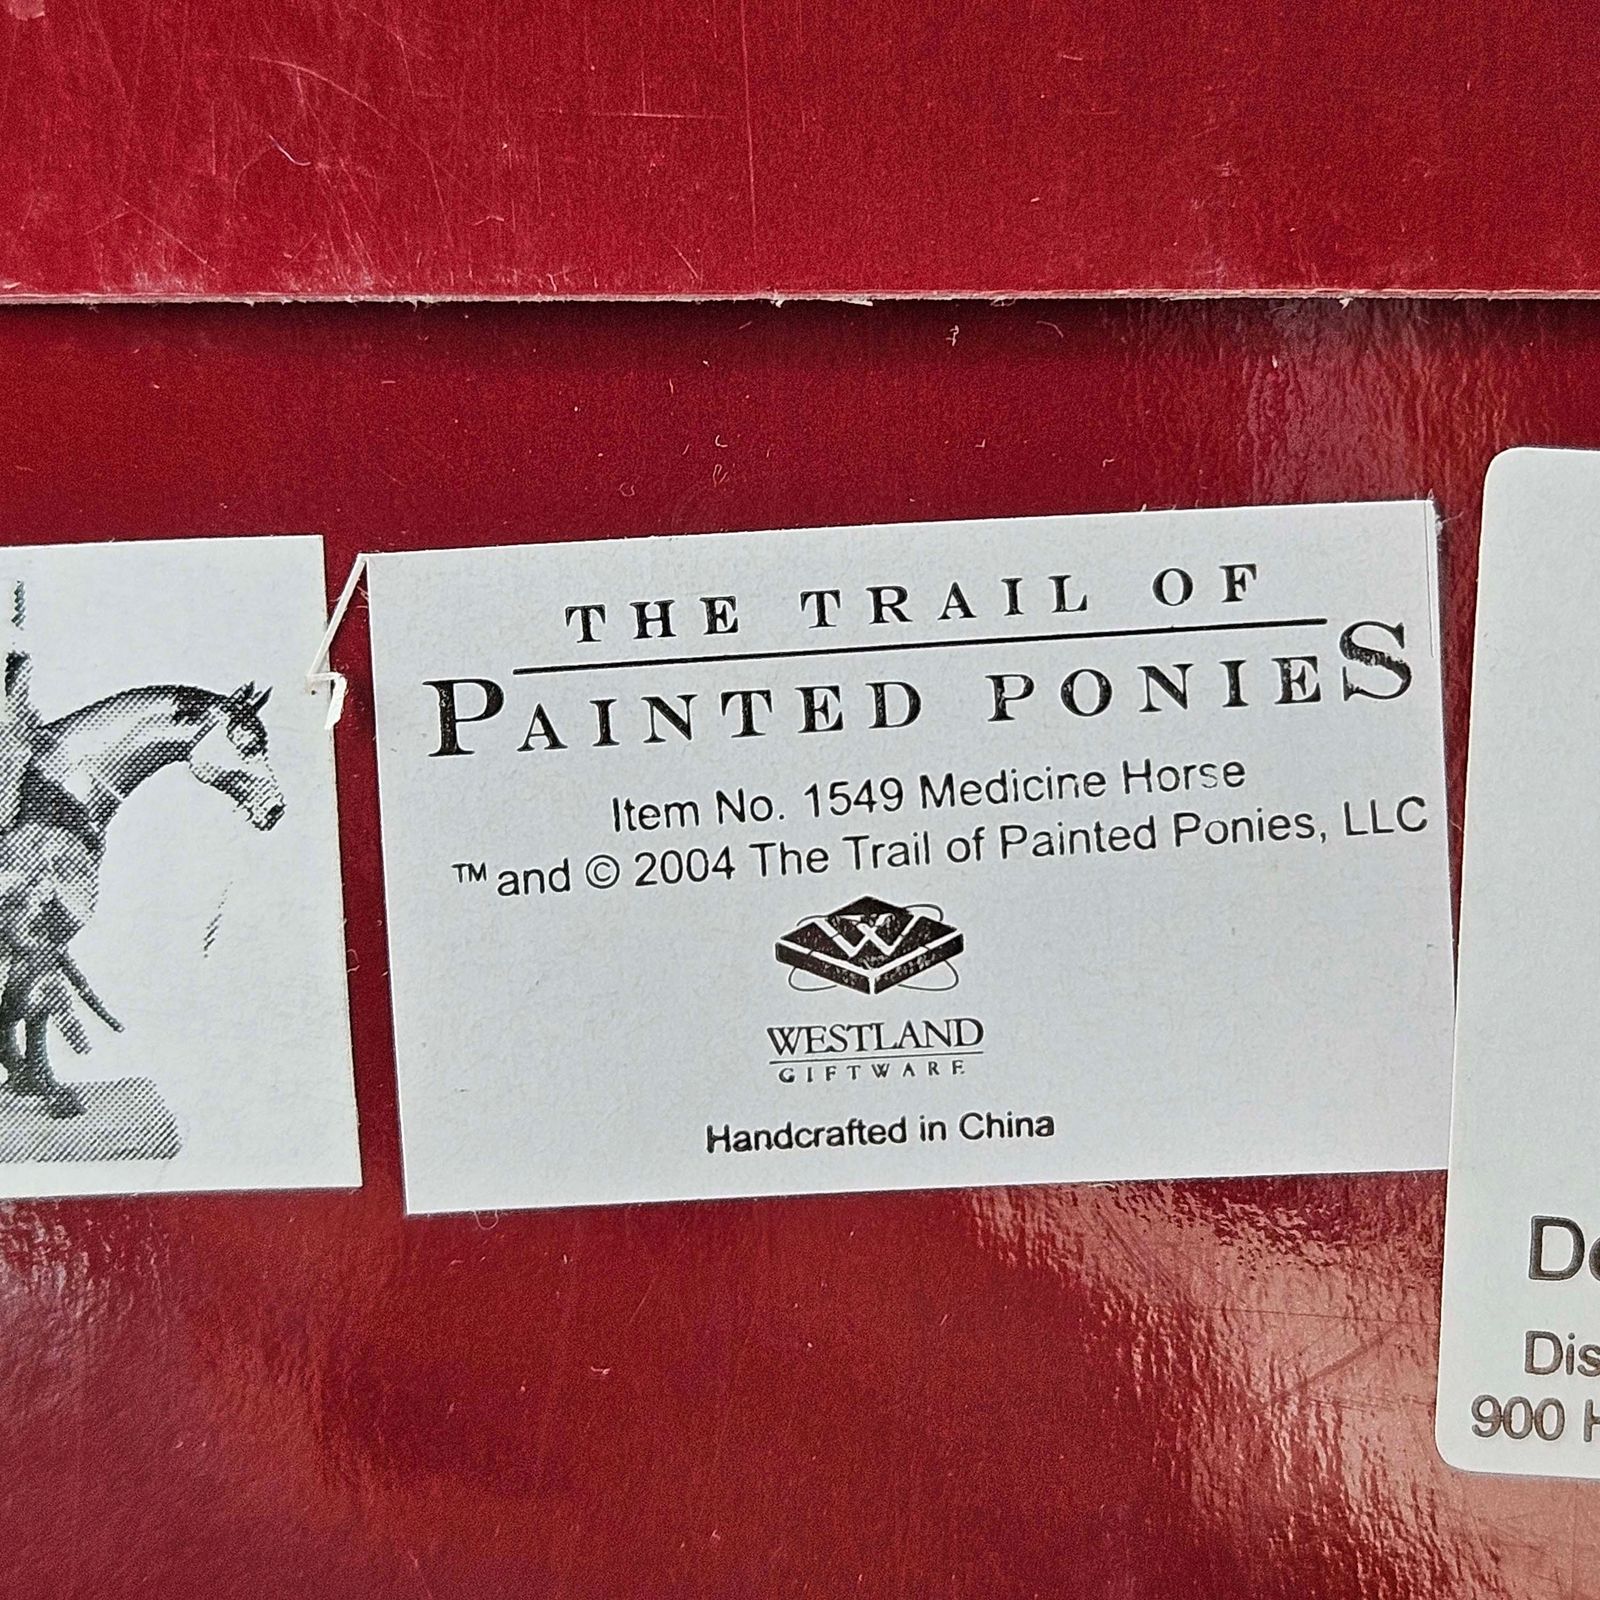 THE TRAIL OF
PAINTED PONIES
Item No. 1549 Medicine Horse
™ and © 2004 The Trail of Painted Ponies, LLC
W
WESTLAND
GIFTWARE
Handcrafted in China
900